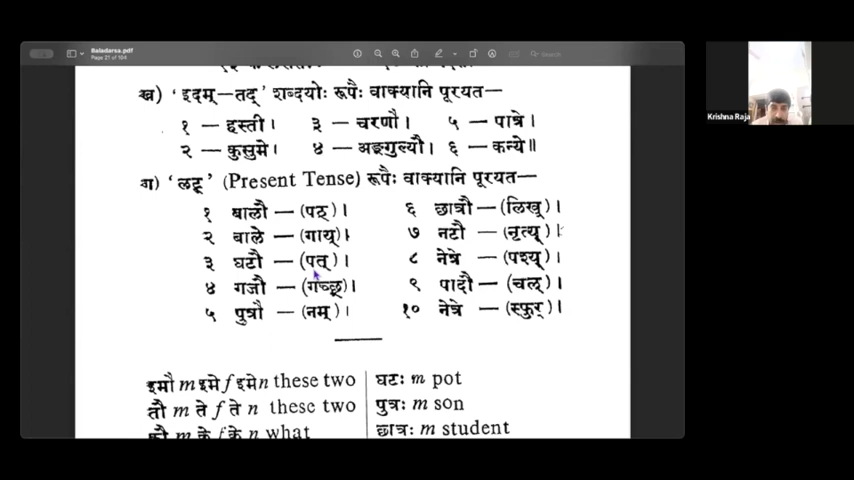 Baladarsa.pdf
Page 21 of 104
Search
ख) 'इदम्—तद्' शब्दयोः रूपैः वाक्यानि पूरयत—
१ — हस्ती। ३ — चरणौ। ५ — पात्रे।
२ — कुसुमे। ४ — अङ्गुल्यौ। ६ — कन्ये॥
ग) 'लट्' (Present Tense) रूपैः वाक्यानि पूरयत—
१ बालौ — (पठ्)। ६ छात्रौ — (लिख्)।
२ बाले — (गाय्)। ७ नटौ — (नृत्य्)।
३ घटौ — (पत्)। ८ नेत्रे — (पश्य्)।
४ गजौ — (गच्छ्)। ९ पादौ — (चल्)।
५ पुत्रौ — (नम्)। १० नेत्रे — (स्फुर्)।
इमौ m इमे f इमे n these two
तौ m ते f ते n these two
कौ m के f के n what
घटः m pot
पुत्रः m son
छात्रः m student
Krishna Raja